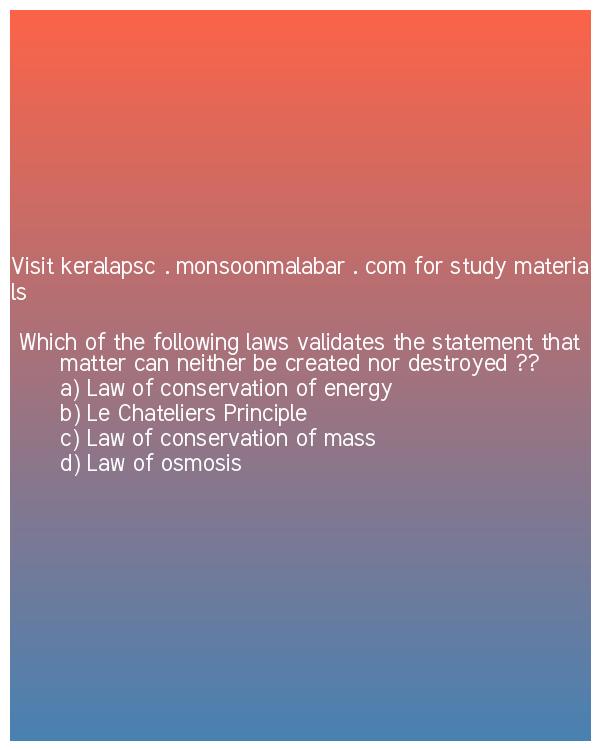 Visit keralapsc . monsoonmalabar . com for study materia
ls
Which of the following laws validates the statement that
matter can neither be created nor destroyed ??
a) Law of conservation of energy
b) Le Chateliers Principle
c) Law of conservation of mass
d) Law of osmosis